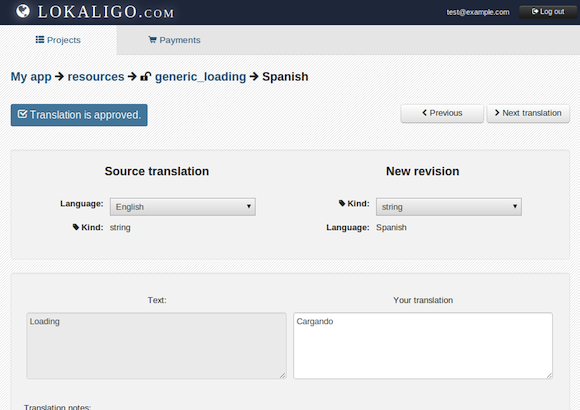 LOKALIGO.COM test@example.com Log out
Projects Payments
My app resources generic_loading Spanish
Translation is approved. Previous Next translation
Source translation New revision
Language: English Kind: string
Kind: string Language: Spanish
Text: Your translation
Loading Cargando
Translation notes: